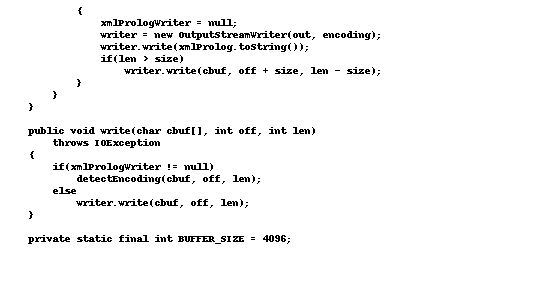 {
xmlPrologWriter = null;
writer = new OutputStreamWriter(out, encoding);
writer.write(xmlProlog.toString());
if(len > size)
writer.write(cbuf, off + size, len - size);
}
}
}
public void write(char cbuf[], int off, int len)
throws IOException
{
if(xmlPrologWriter != null)
detectEncoding(cbuf, off, len);
else
writer.write(cbuf, off, len);
}
private static final int BUFFER_SIZE = 4096;